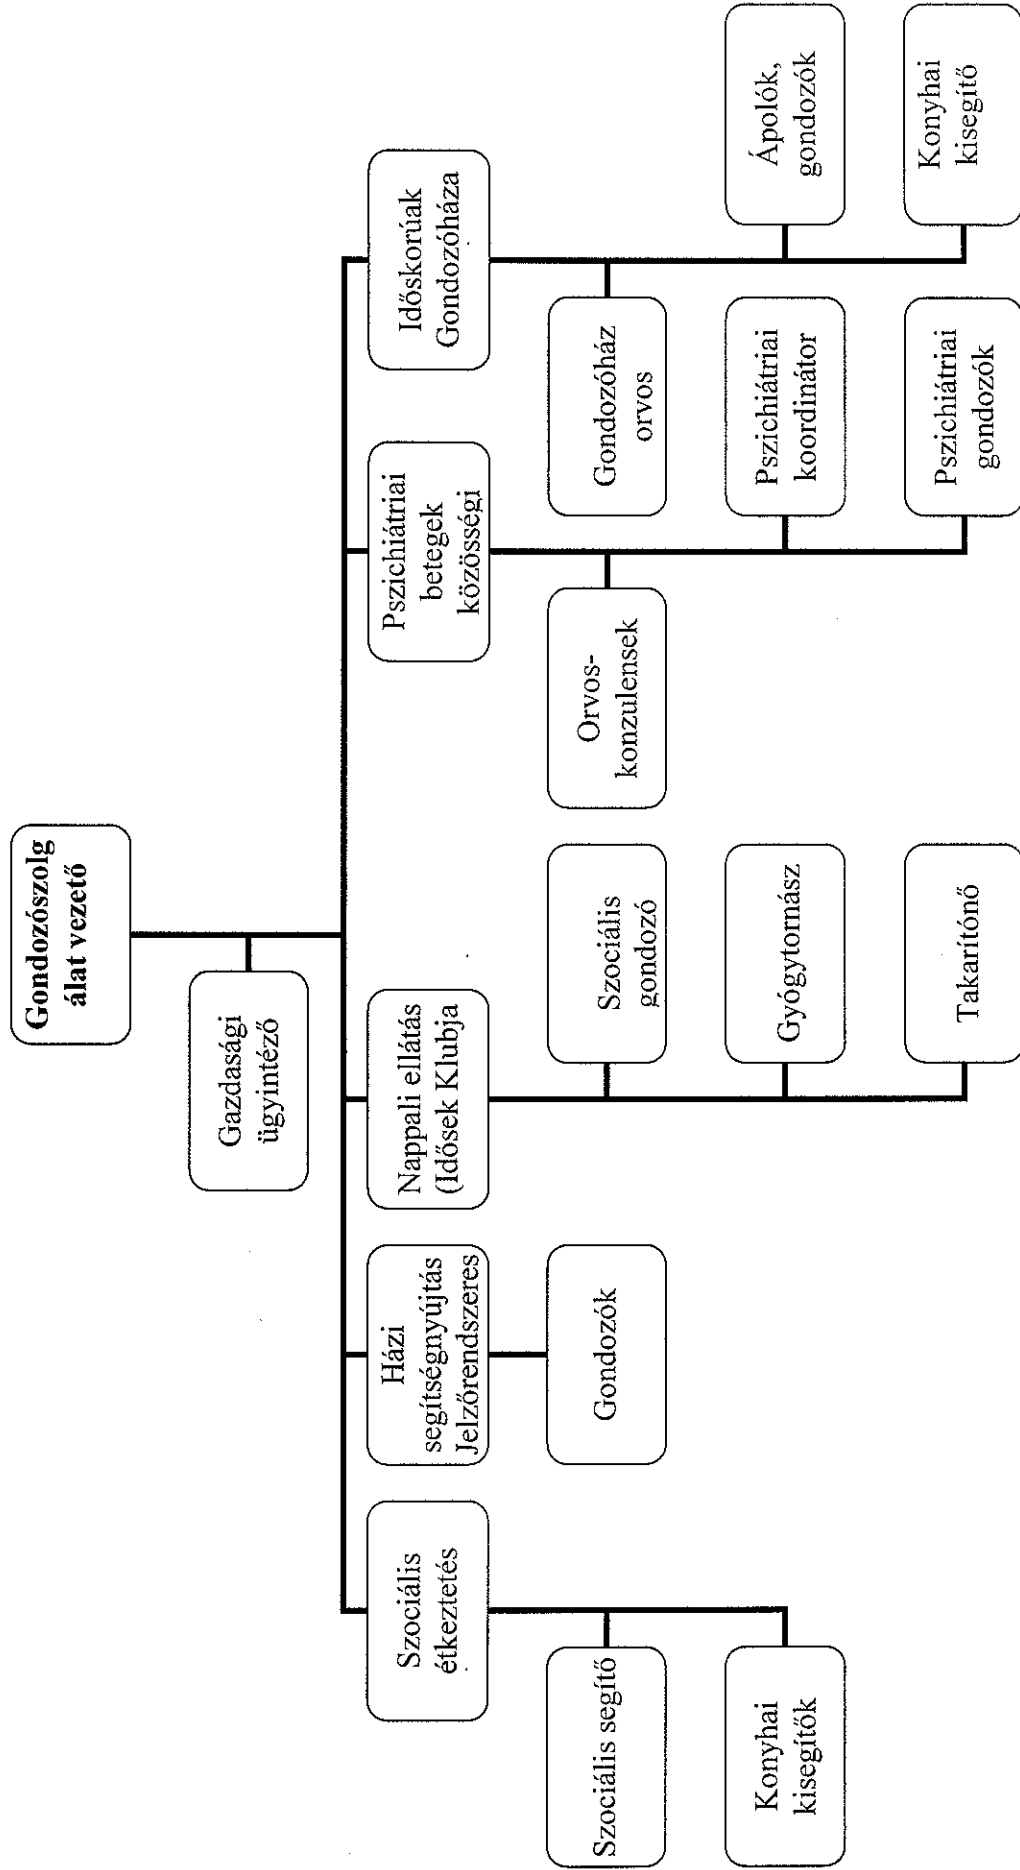 Gondozószolg
álat vezető
Gazdasági
ügyintéző
Szociális
étkeztetés
Házi
segítségnyújtás
Jelzőrendszeres
Nappali ellátás
(Idősek Klubja
Pszichiátriai
betegek
közösségi
Időskorúak
Gondozóháza
Szociális segítő
Konyhai
kisegítők
Gondozók
Szociális
gondozó
Gyógytornász
Takarítónő
Orvos-
konzulensek
Pszichiátriai
koordinátor
Pszichiátriai
gondozók
Gondozóház
orvos
Ápolók,
gondozók
Konyhai
kisegítő